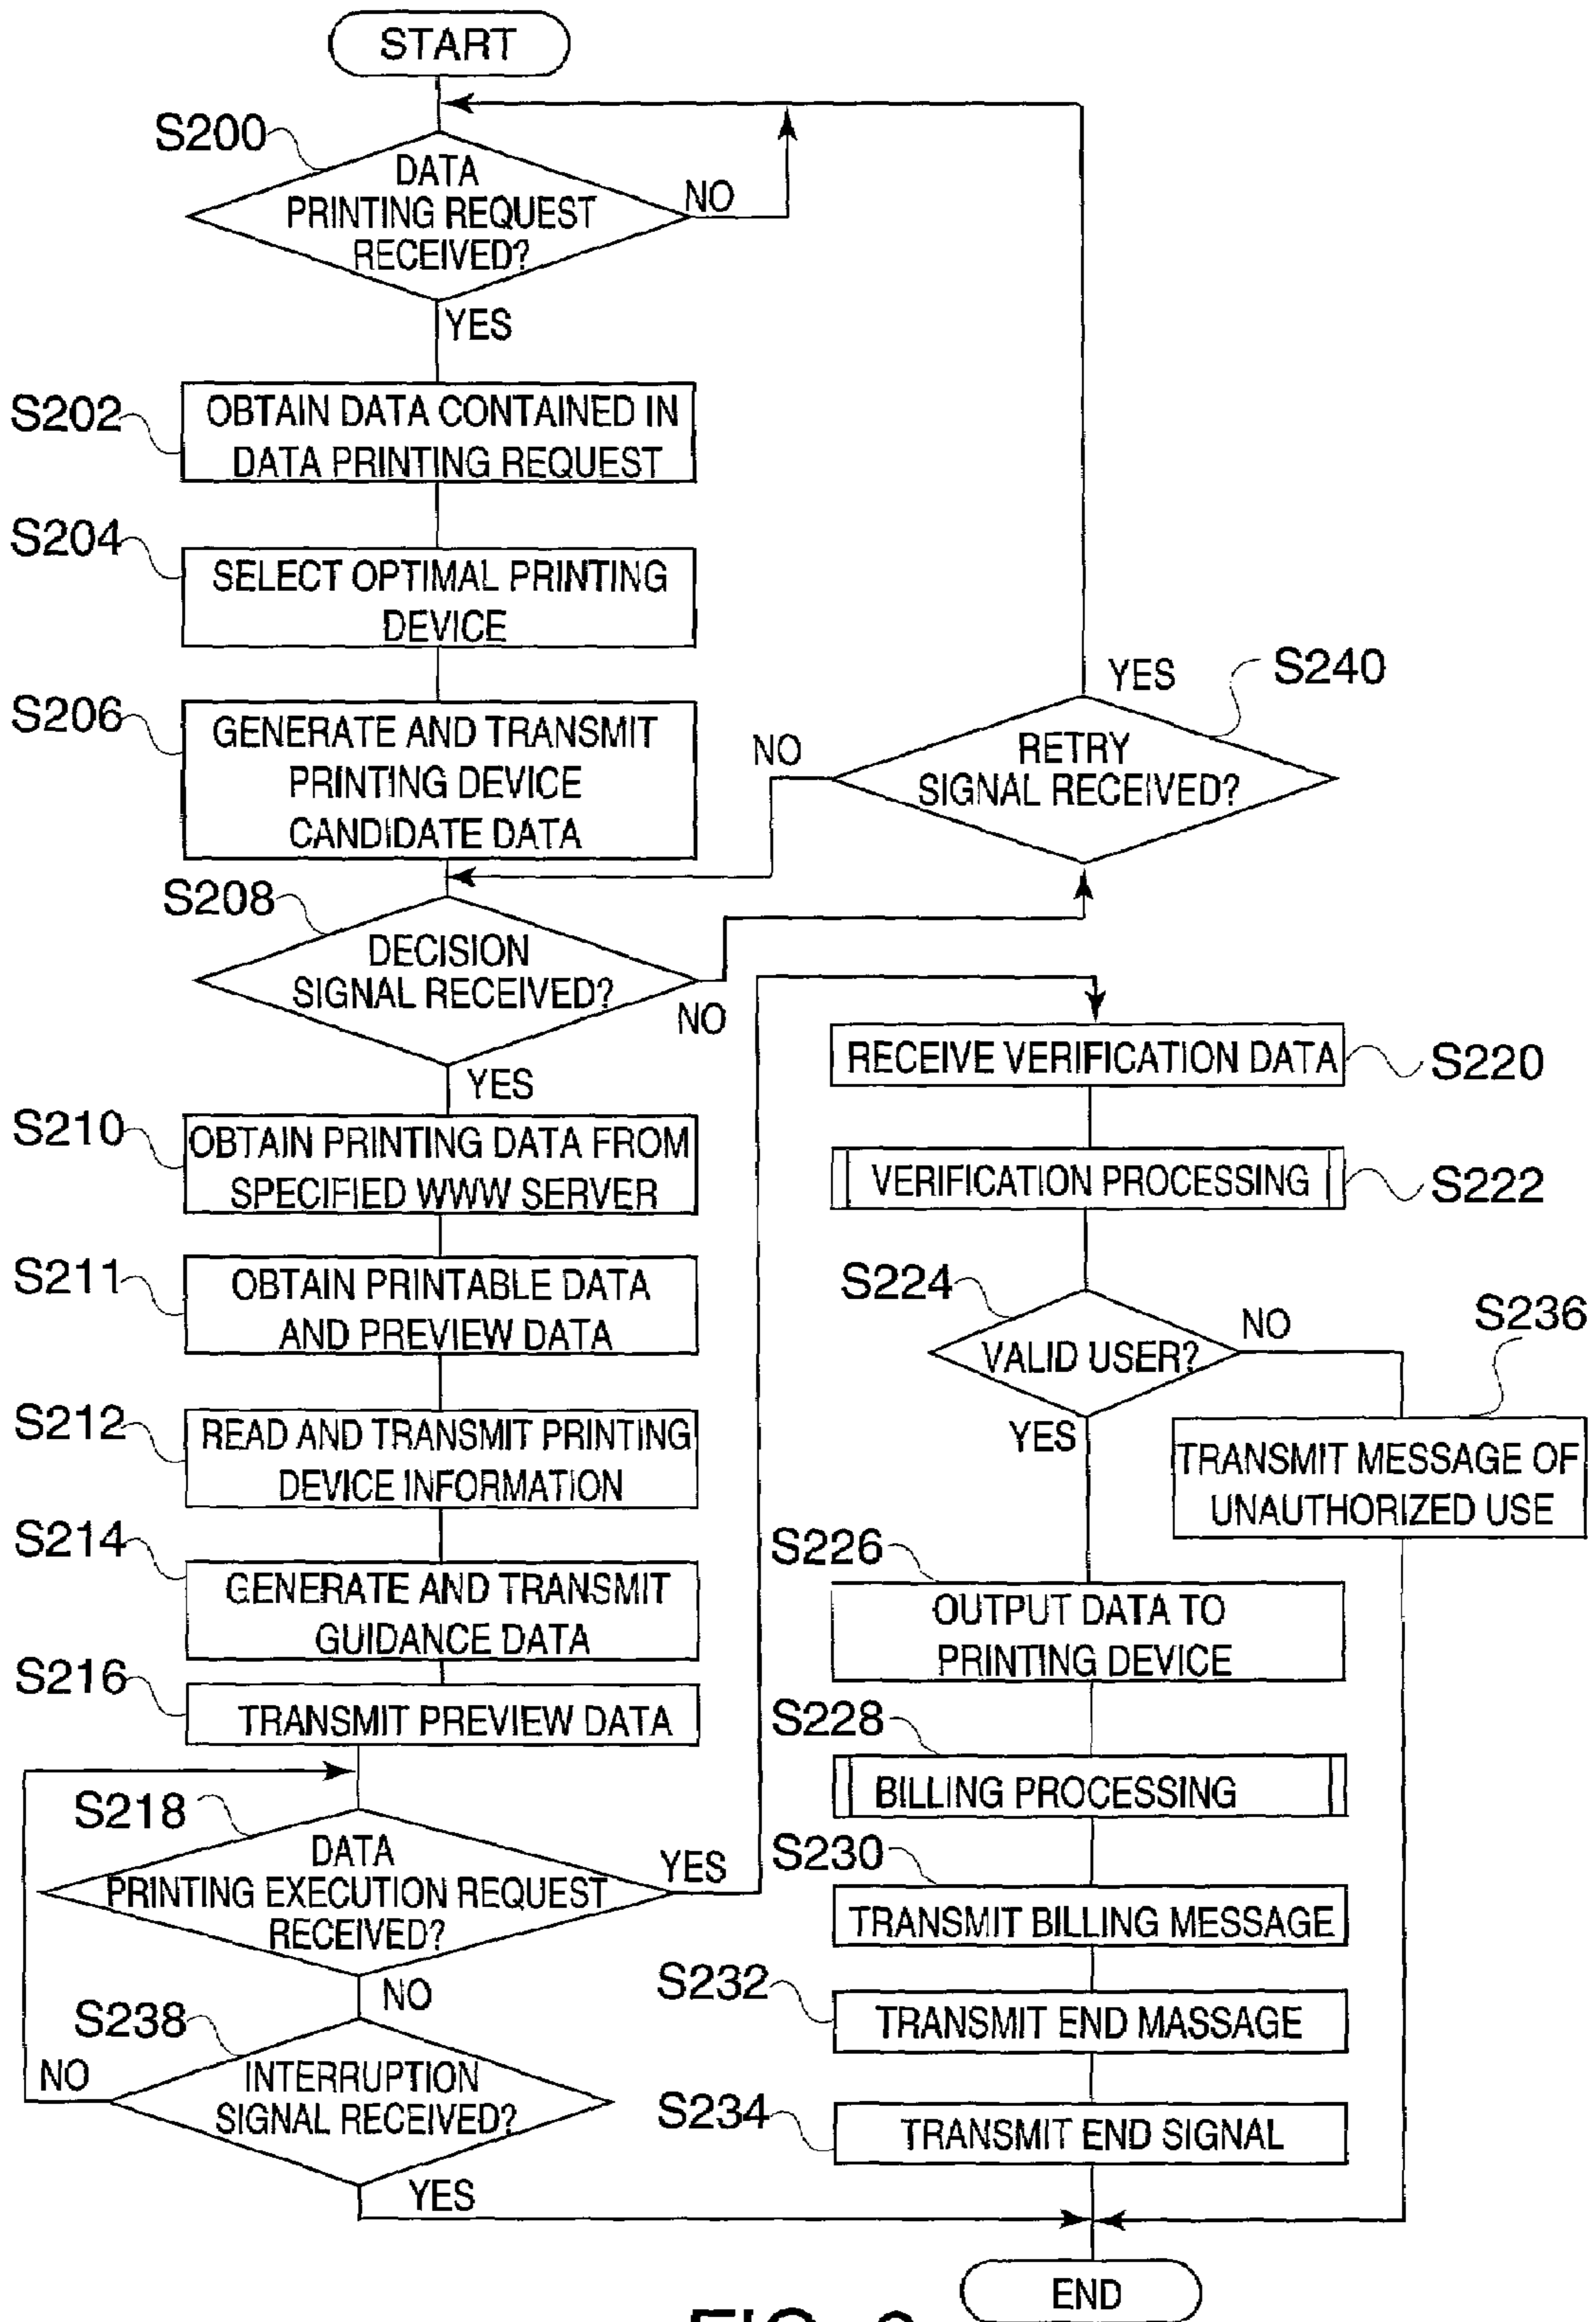 START
S200
DATA
PRINTING REQUEST
RECEIVED?
NO
YES
S202
OBTAIN DATA CONTAINED IN
DATA PRINTING REQUEST
S204
SELECT OPTIMAL PRINTING
DEVICE
S206
GENERATE AND TRANSMIT
PRINTING DEVICE
CANDIDATE DATA
YES
S240
NO
RETRY
SIGNAL RECEIVED?
S208
DECISION
SIGNAL RECEIVED?
NO
YES
S210
OBTAIN PRINTING DATA FROM
SPECIFIED WWW SERVER
S211
OBTAIN PRINTABLE DATA
AND PREVIEW DATA
S212
READ AND TRANSMIT PRINTING
DEVICE INFORMATION
S214
GENERATE AND TRANSMIT
GUIDANCE DATA
S216
TRANSMIT PREVIEW DATA
S218
DATA
PRINTING EXECUTION REQUEST
RECEIVED?
YES
NO
S238
INTERRUPTION
SIGNAL RECEIVED?
NO
YES
RECEIVE VERIFICATION DATA
S220
VERIFICATION PROCESSING
S222
S224
VALID USER?
NO
YES
S236
TRANSMIT MESSAGE OF
UNAUTHORIZED USE
S226
OUTPUT DATA TO
PRINTING DEVICE
S228
BILLING PROCESSING
S230
TRANSMIT BILLING MESSAGE
S232
TRANSMIT END MASSAGE
S234
TRANSMIT END SIGNAL
END